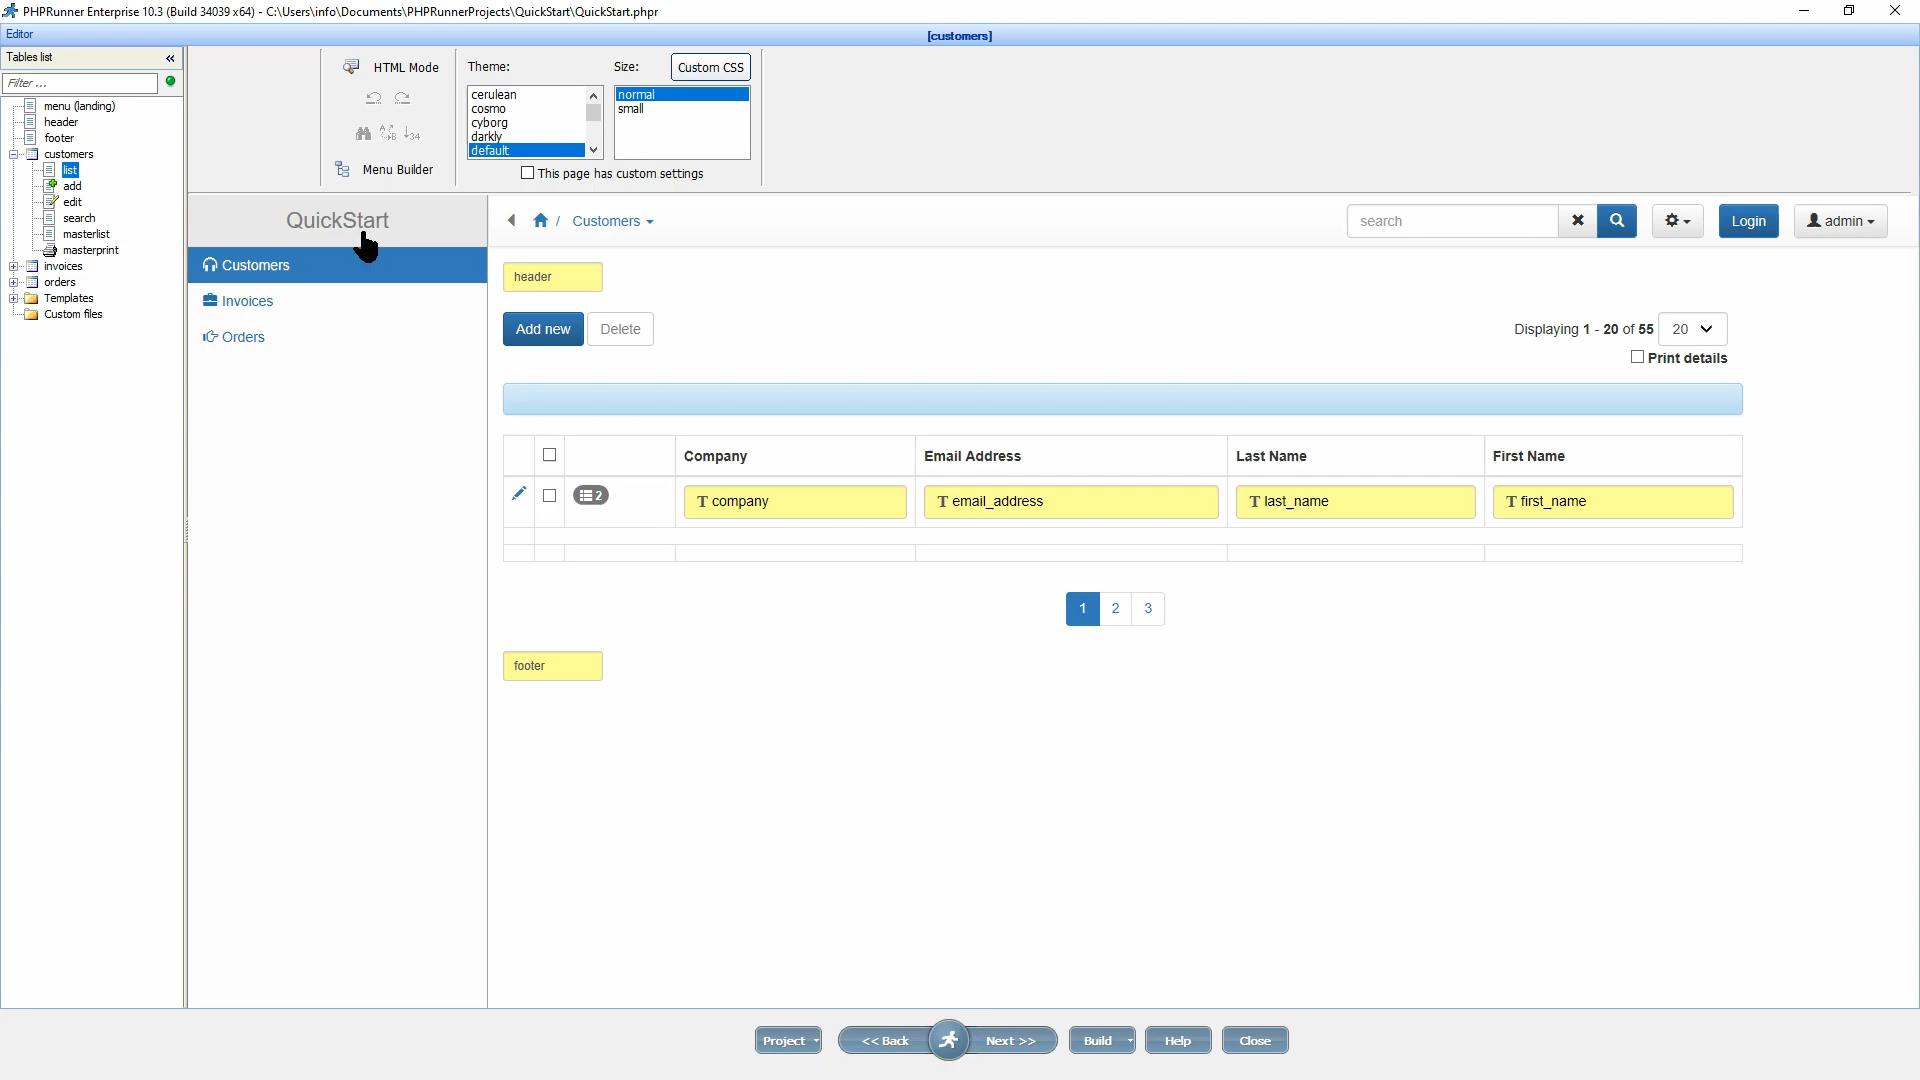 PHPRunner Enterprise 10.3 (Build 34039 x64) - C:\Users\info\Documents\PHPRunnerProjects\QuickStart\QuickStart.phpr
Editor
[customers]
Tables list
«
Filter ...
menu (landing)
header
footer
customers
list
add
edit
search
masterlist
masterprint
invoices
orders
Templates
Custom files
HTML Mode
Menu Builder
Theme:
cerulean
cosmo
cyborg
darkly
default
Size:
Custom CSS
normal
small
This page has custom settings
QuickStart
Customers
Invoices
Orders
/ Customers
search
Login
admin
header
Add new
Delete
Displaying 1 - 20 of 55
20
Print details
Company
Email Address
Last Name
First Name
2
T company
T email_address
T last_name
T first_name
1 2 3
footer
Project
<< Back
Next >>
Build
Help
Close